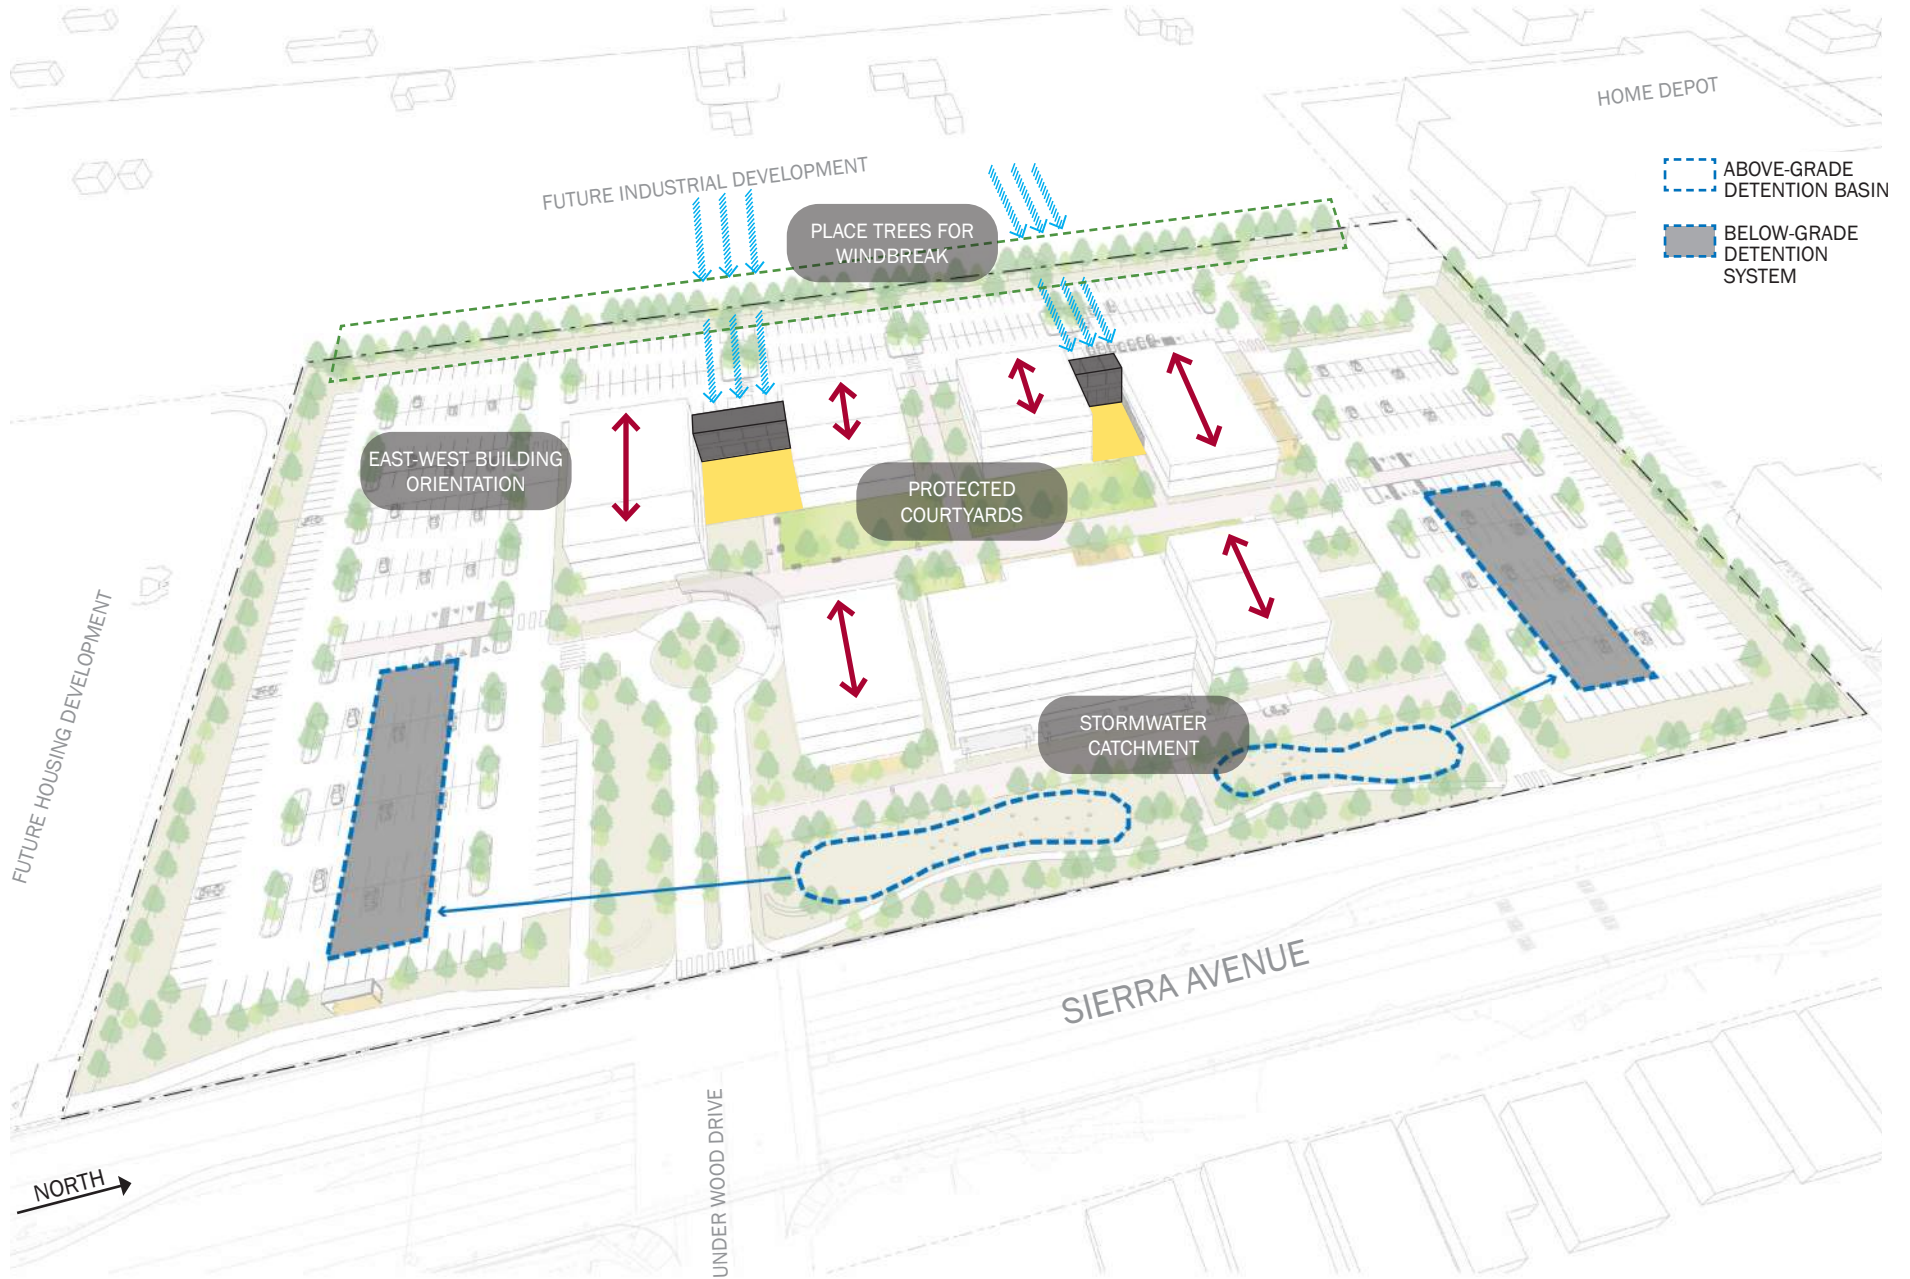 HOME DEPOT
ABOVE-GRADE
DETENTION BASIN
BELOW-GRADE
DETENTION
SYSTEM
FUTURE INDUSTRIAL DEVELOPMENT
PLACE TREES FOR
WINDBREAK
EAST-WEST BUILDING
ORIENTATION
PROTECTED
COURTYARDS
FUTURE HOUSING DEVELOPMENT
STORMWATER
CATCHMENT
SIERRA AVENUE
UNDER WOOD DRIVE
NORTH